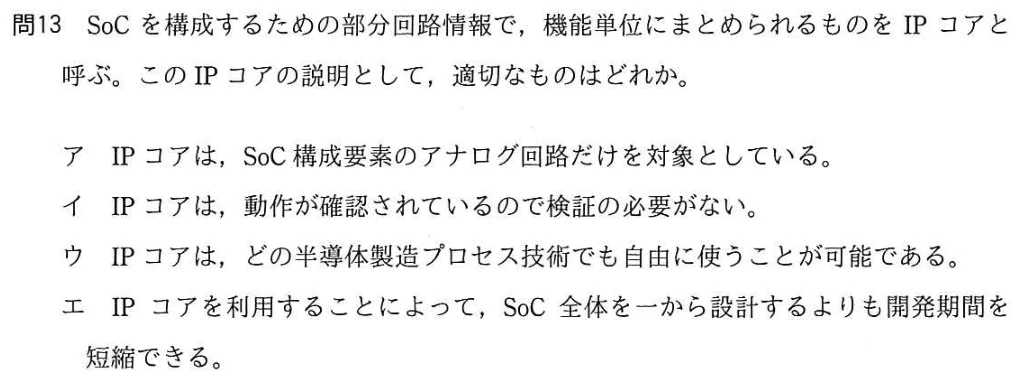 問13 SoC を構成するための部分回路情報で，機能単位にまとめられるものを IP コアと
呼ぶ。この IP コアの説明として，適切なものはどれか。
ア IP コアは，SoC 構成要素のアナログ回路だけを対象としている。
イ IP コアは，動作が確認されているので検証の必要がない。
ウ IP コアは，どの半導体製造プロセス技術でも自由に使うことが可能である。
エ IP コアを利用することによって，SoC 全体を一から設計するよりも開発期間を
短縮できる。